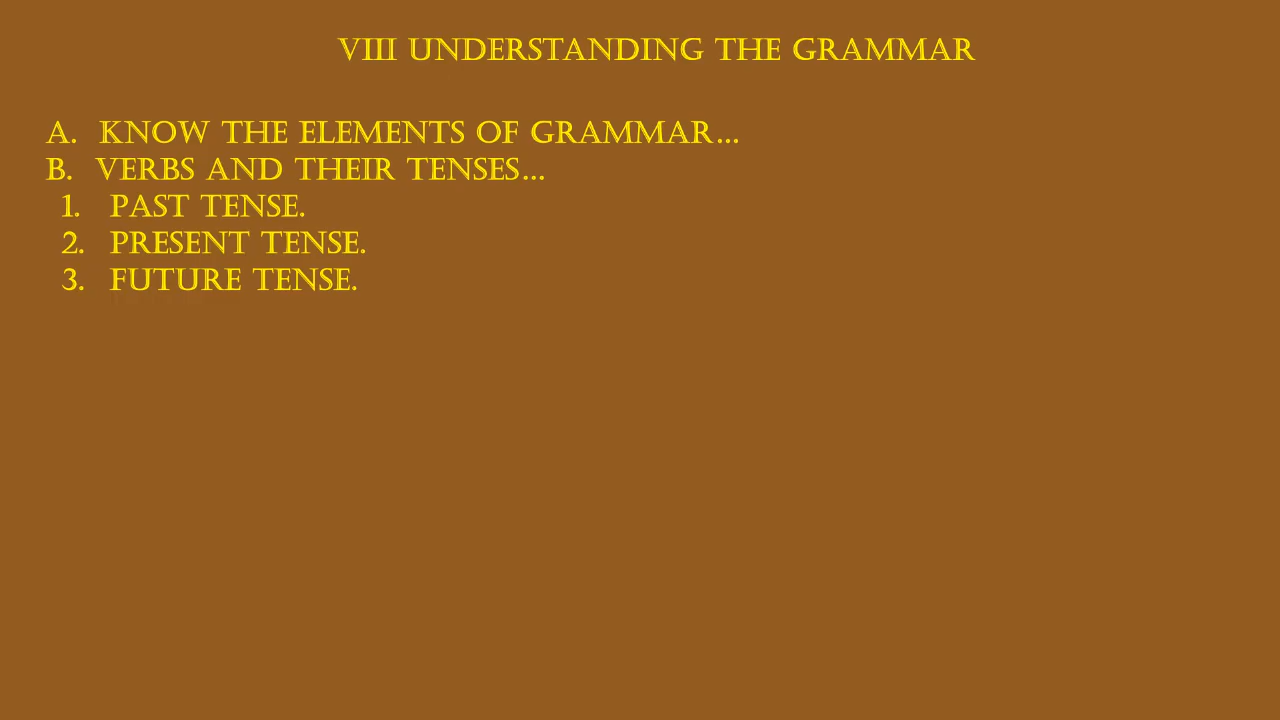 VIII UNDERSTANDING THE GRAMMAR
A. KNOW THE ELEMENTS OF GRAMMAR...
B. VERBS AND THEIR TENSES...
1. PAST TENSE.
2. PRESENT TENSE.
3. FUTURE TENSE.